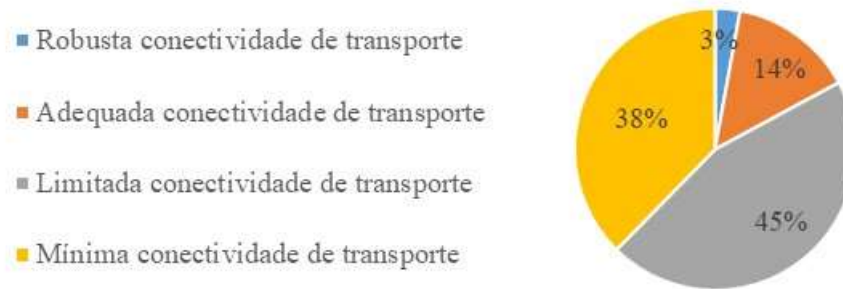 Robusta conectividade de transporte
Adequada conectividade de transporte
Limitada conectividade de transporte
Mínima conectividade de transporte
3%
14%
38%
45%